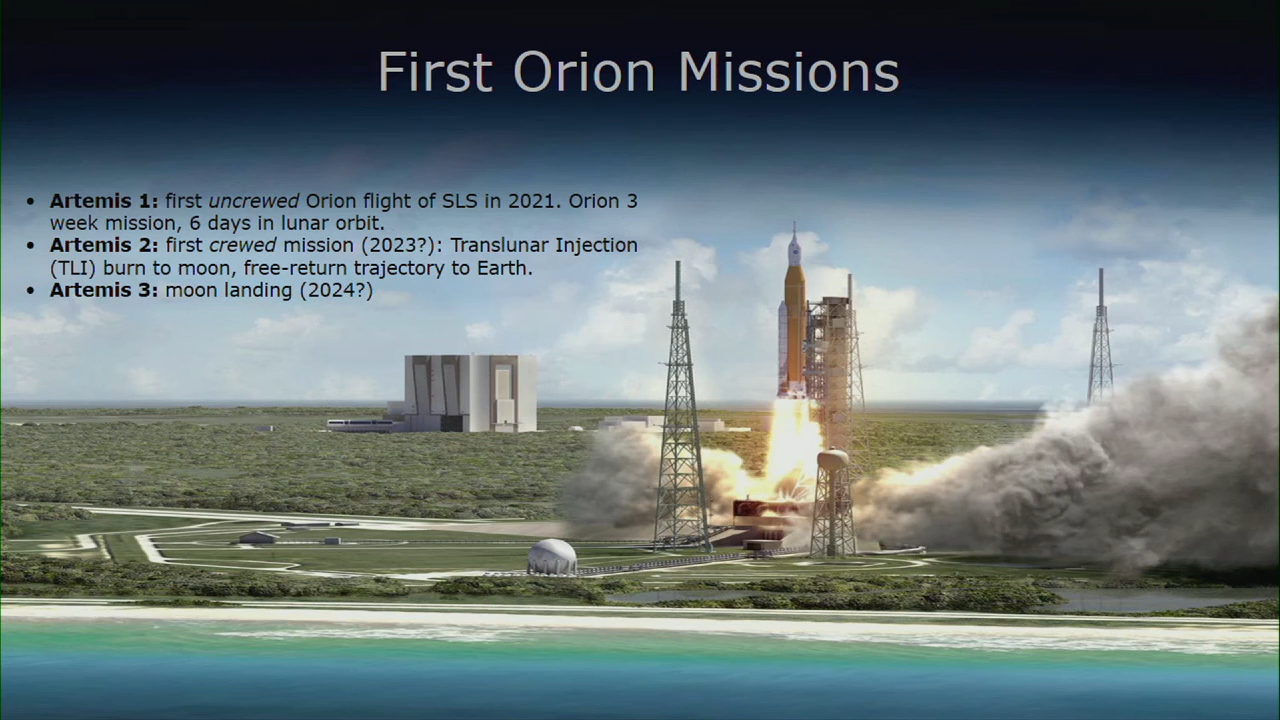 First Orion Missions
• Artemis 1: first uncrewed Orion flight of SLS in 2021. Orion 3
week mission, 6 days in lunar orbit.
• Artemis 2: first crewed mission (2023?): Translunar Injection
(TLI) burn to moon, free-return trajectory to Earth.
• Artemis 3: moon landing (2024?)